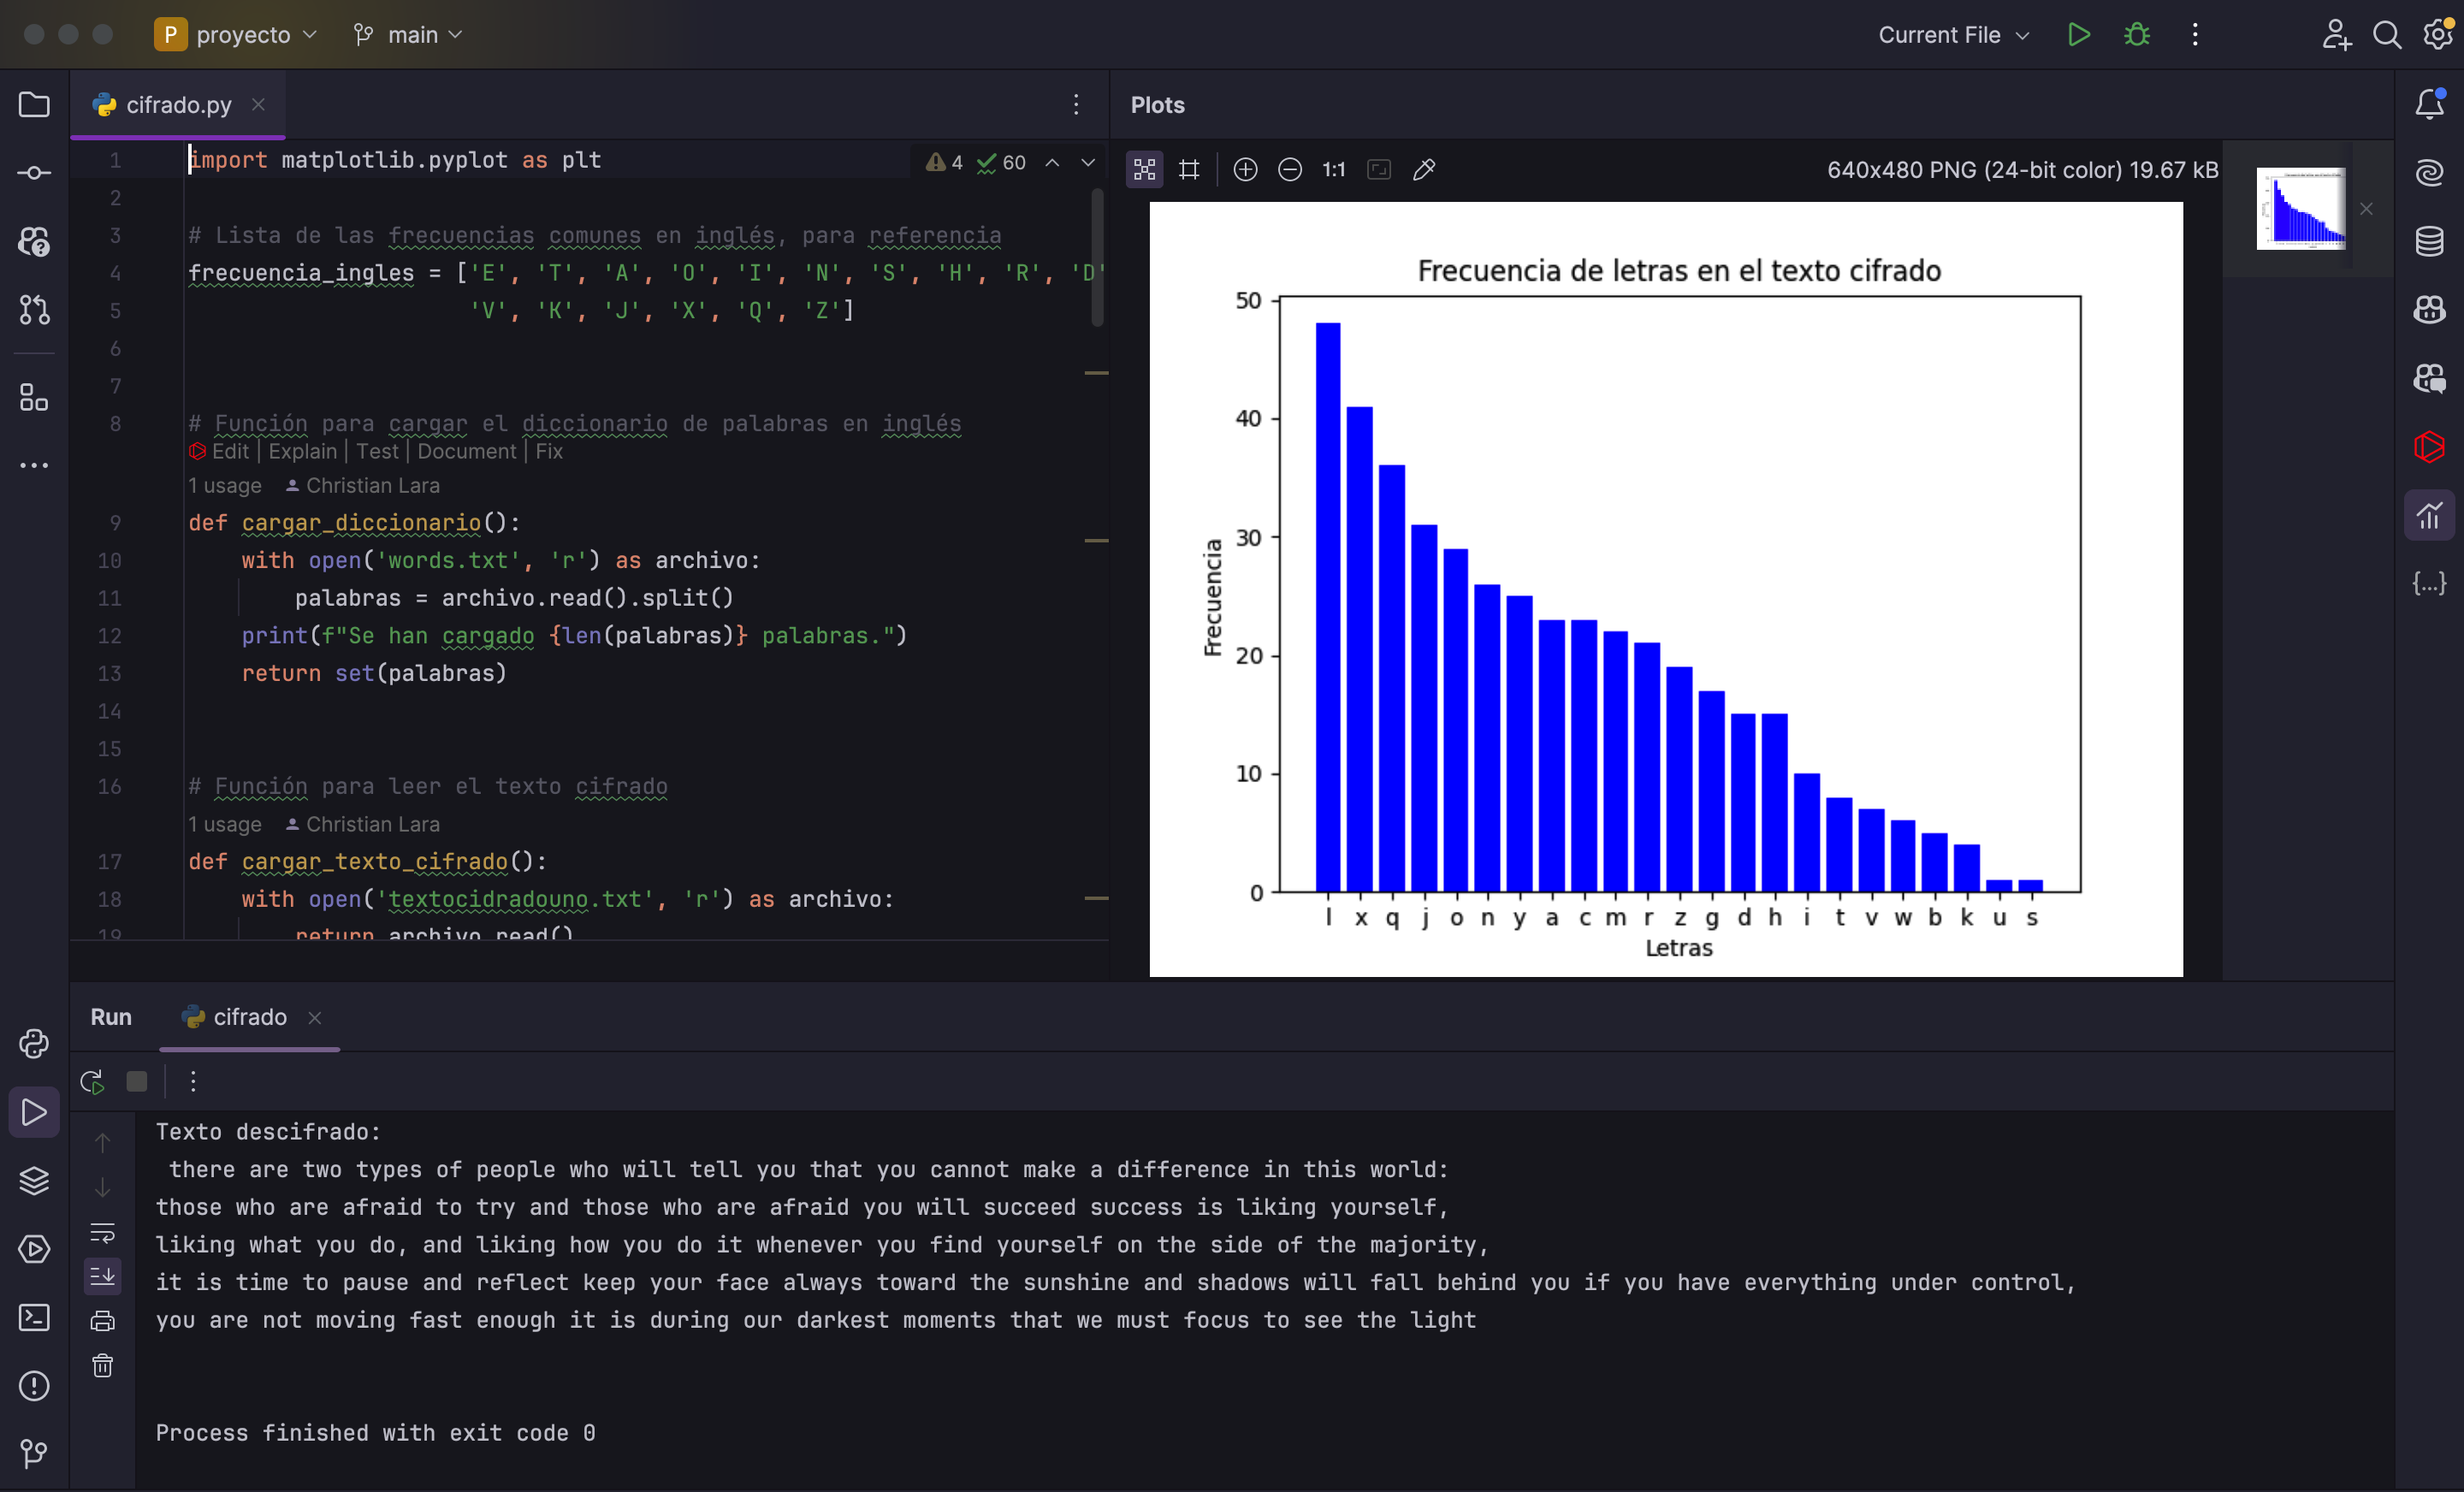 P proyecto main Current File
cifrado.py
1 import matplotlib.pyplot as plt 4 60
2
3 # Lista de las frecuencias comunes en inglés, para referencia
4 frecuencia_ingles = ['E', 'T', 'A', 'O', 'I', 'N', 'S', 'H', 'R', 'D'
5 'V', 'K', 'J', 'X', 'Q', 'Z']
6
7
8 # Función para cargar el diccionario de palabras en inglés
Edit | Explain | Test | Document | Fix
1 usage Christian Lara
9 def cargar_diccionario():
10 with open('words.txt', 'r') as archivo:
11 palabras = archivo.read().split()
12 print(f"Se han cargado {len(palabras)} palabras.")
13 return set(palabras)
14
15
16 # Función para leer el texto cifrado
1 usage Christian Lara
17 def cargar_texto_cifrado():
18 with open('textocidradouno.txt', 'r') as archivo:
19 return archivo.read()
Plots
1:1 640x480 PNG (24-bit color) 19.67 kB
Frecuencia de letras en el texto cifrado
50
40
30
20
10
0
Frecuencia
l x q j o n y a c m r z g d h i t v w b k u s
Letras
{...}
Run cifrado
Texto descifrado:
there are two types of people who will tell you that you cannot make a difference in this world:
those who are afraid to try and those who are afraid you will succeed success is liking yourself,
liking what you do, and liking how you do it whenever you find yourself on the side of the majority,
it is time to pause and reflect keep your face always toward the sunshine and shadows will fall behind you if you have everything under control,
you are not moving fast enough it is during our darkest moments that we must focus to see the light
Process finished with exit code 0